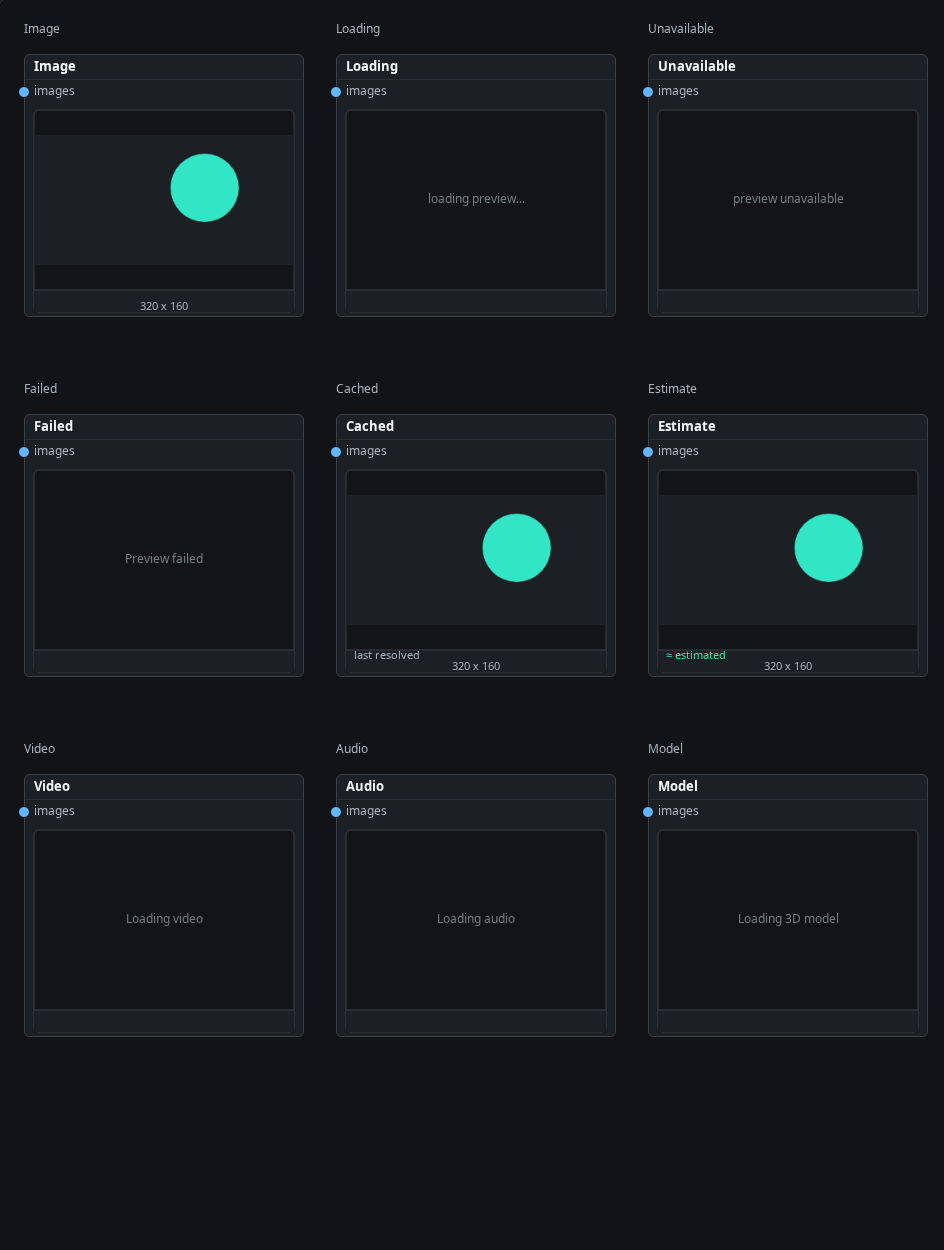 Image
Loading
Unavailable
Image
Loading
Unavailable
images
images
images
loading preview...
preview unavailable
320 x 160
Failed
Cached
Estimate
Failed
Cached
Estimate
images
images
images
Preview failed
last resolved
≈ estimated
320 x 160
320 x 160
Video
Audio
Model
Video
Audio
Model
images
images
images
Loading video
Loading audio
Loading 3D model